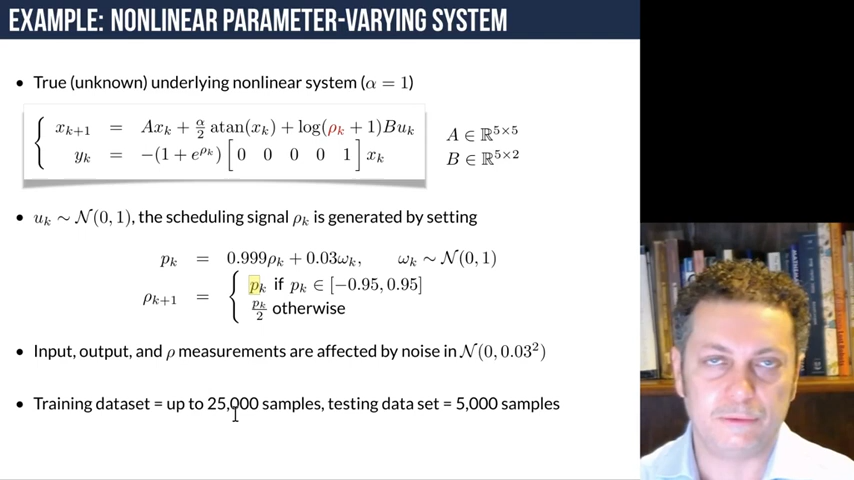 EXAMPLE: NONLINEAR PARAMETER-VARYING SYSTEM
• True (unknown) underlying nonlinear system (α = 1)
x_{k+1} = Ax_k + α/2 atan(x_k) + log(ρ_k + 1)Bu_k
y_k = −(1 + e^{ρ_k}) [0 0 0 0 1] x_k
A ∈ ℝ^{5×5}
B ∈ ℝ^{5×2}
• u_k ∼ 𝒩(0, 1), the scheduling signal ρ_k is generated by setting
p_k = 0.999ρ_k + 0.03ω_k, ω_k ∼ 𝒩(0, 1)
ρ_{k+1} = { p_k if p_k ∈ [−0.95, 0.95]
p_k/2 otherwise
• Input, output, and ρ measurements are affected by noise in 𝒩(0, 0.03²)
• Training dataset = up to 25,000 samples, testing data set = 5,000 samples